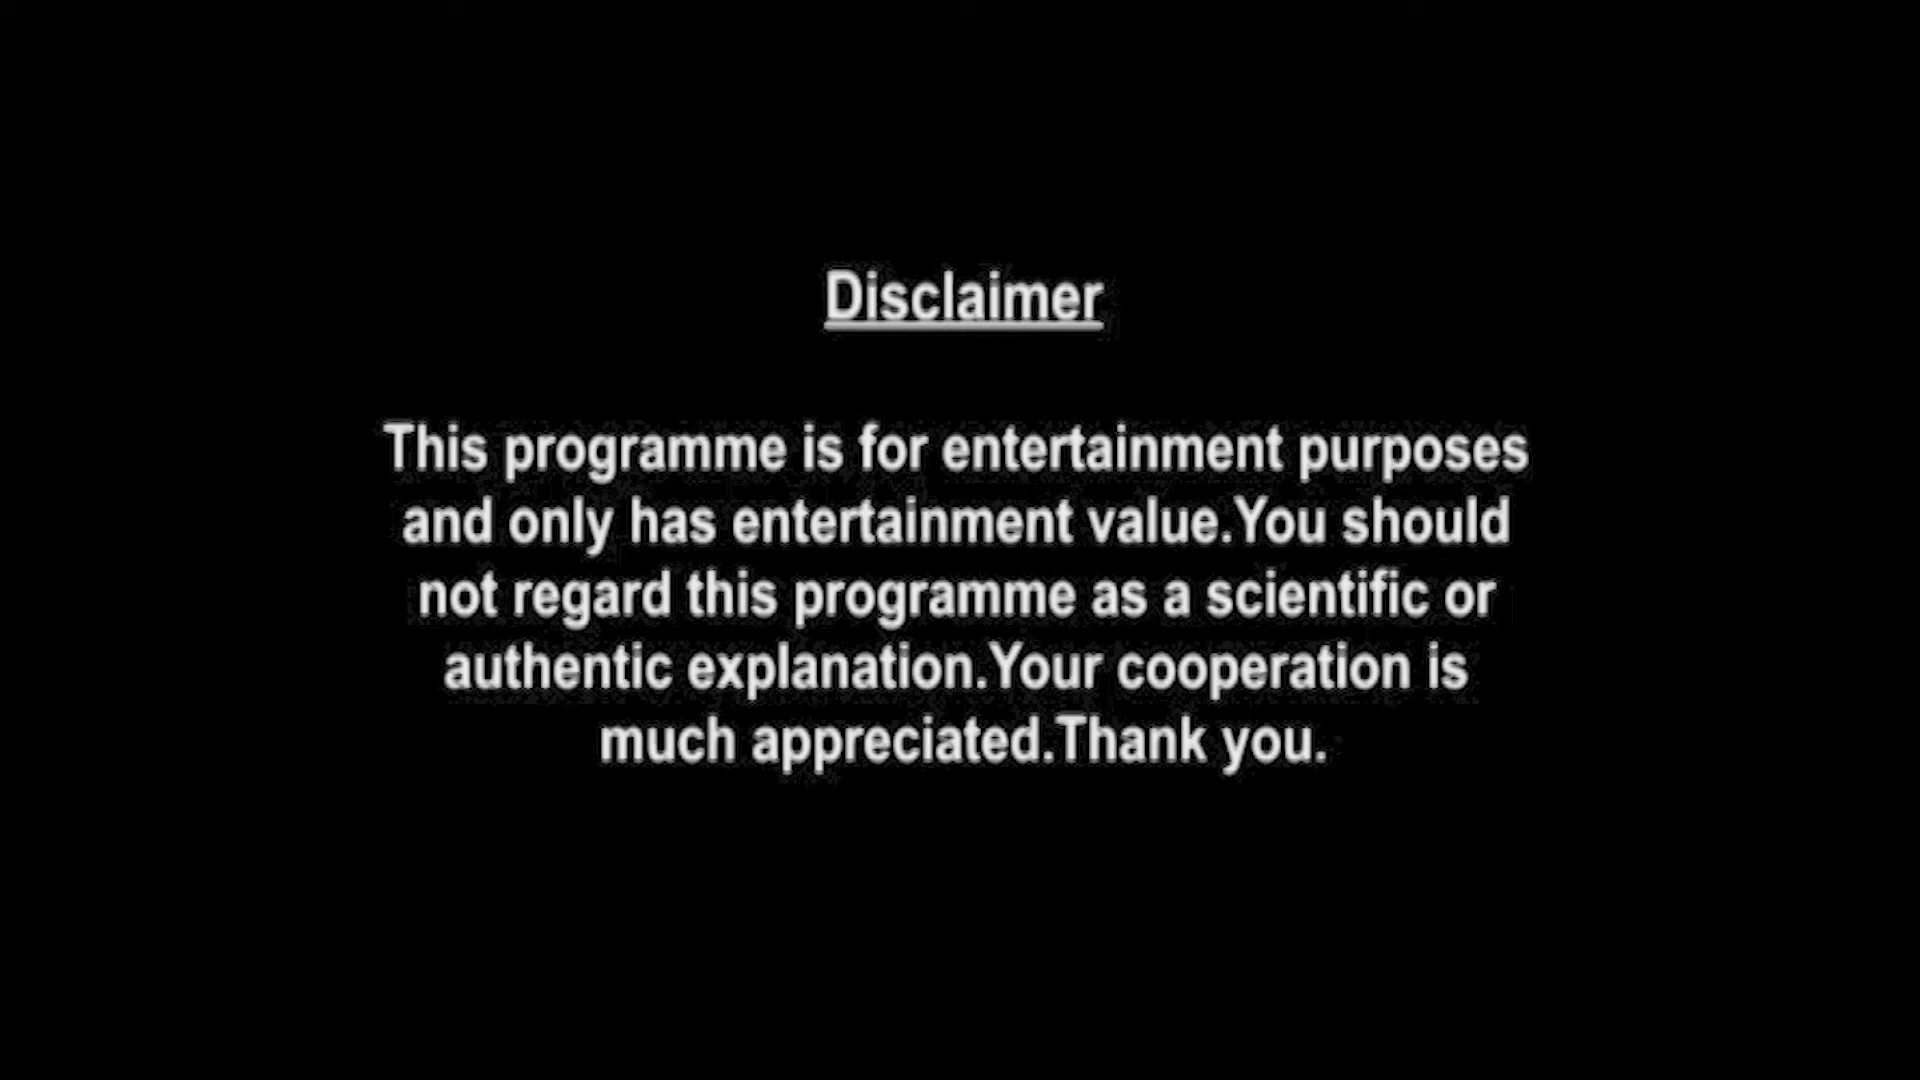 Disclaimer
This programme is for entertainment purposes
and only has entertainment value.You should
not regard this programme as a scientific or
authentic explanation.Your cooperation is
much appreciated.Thank you.